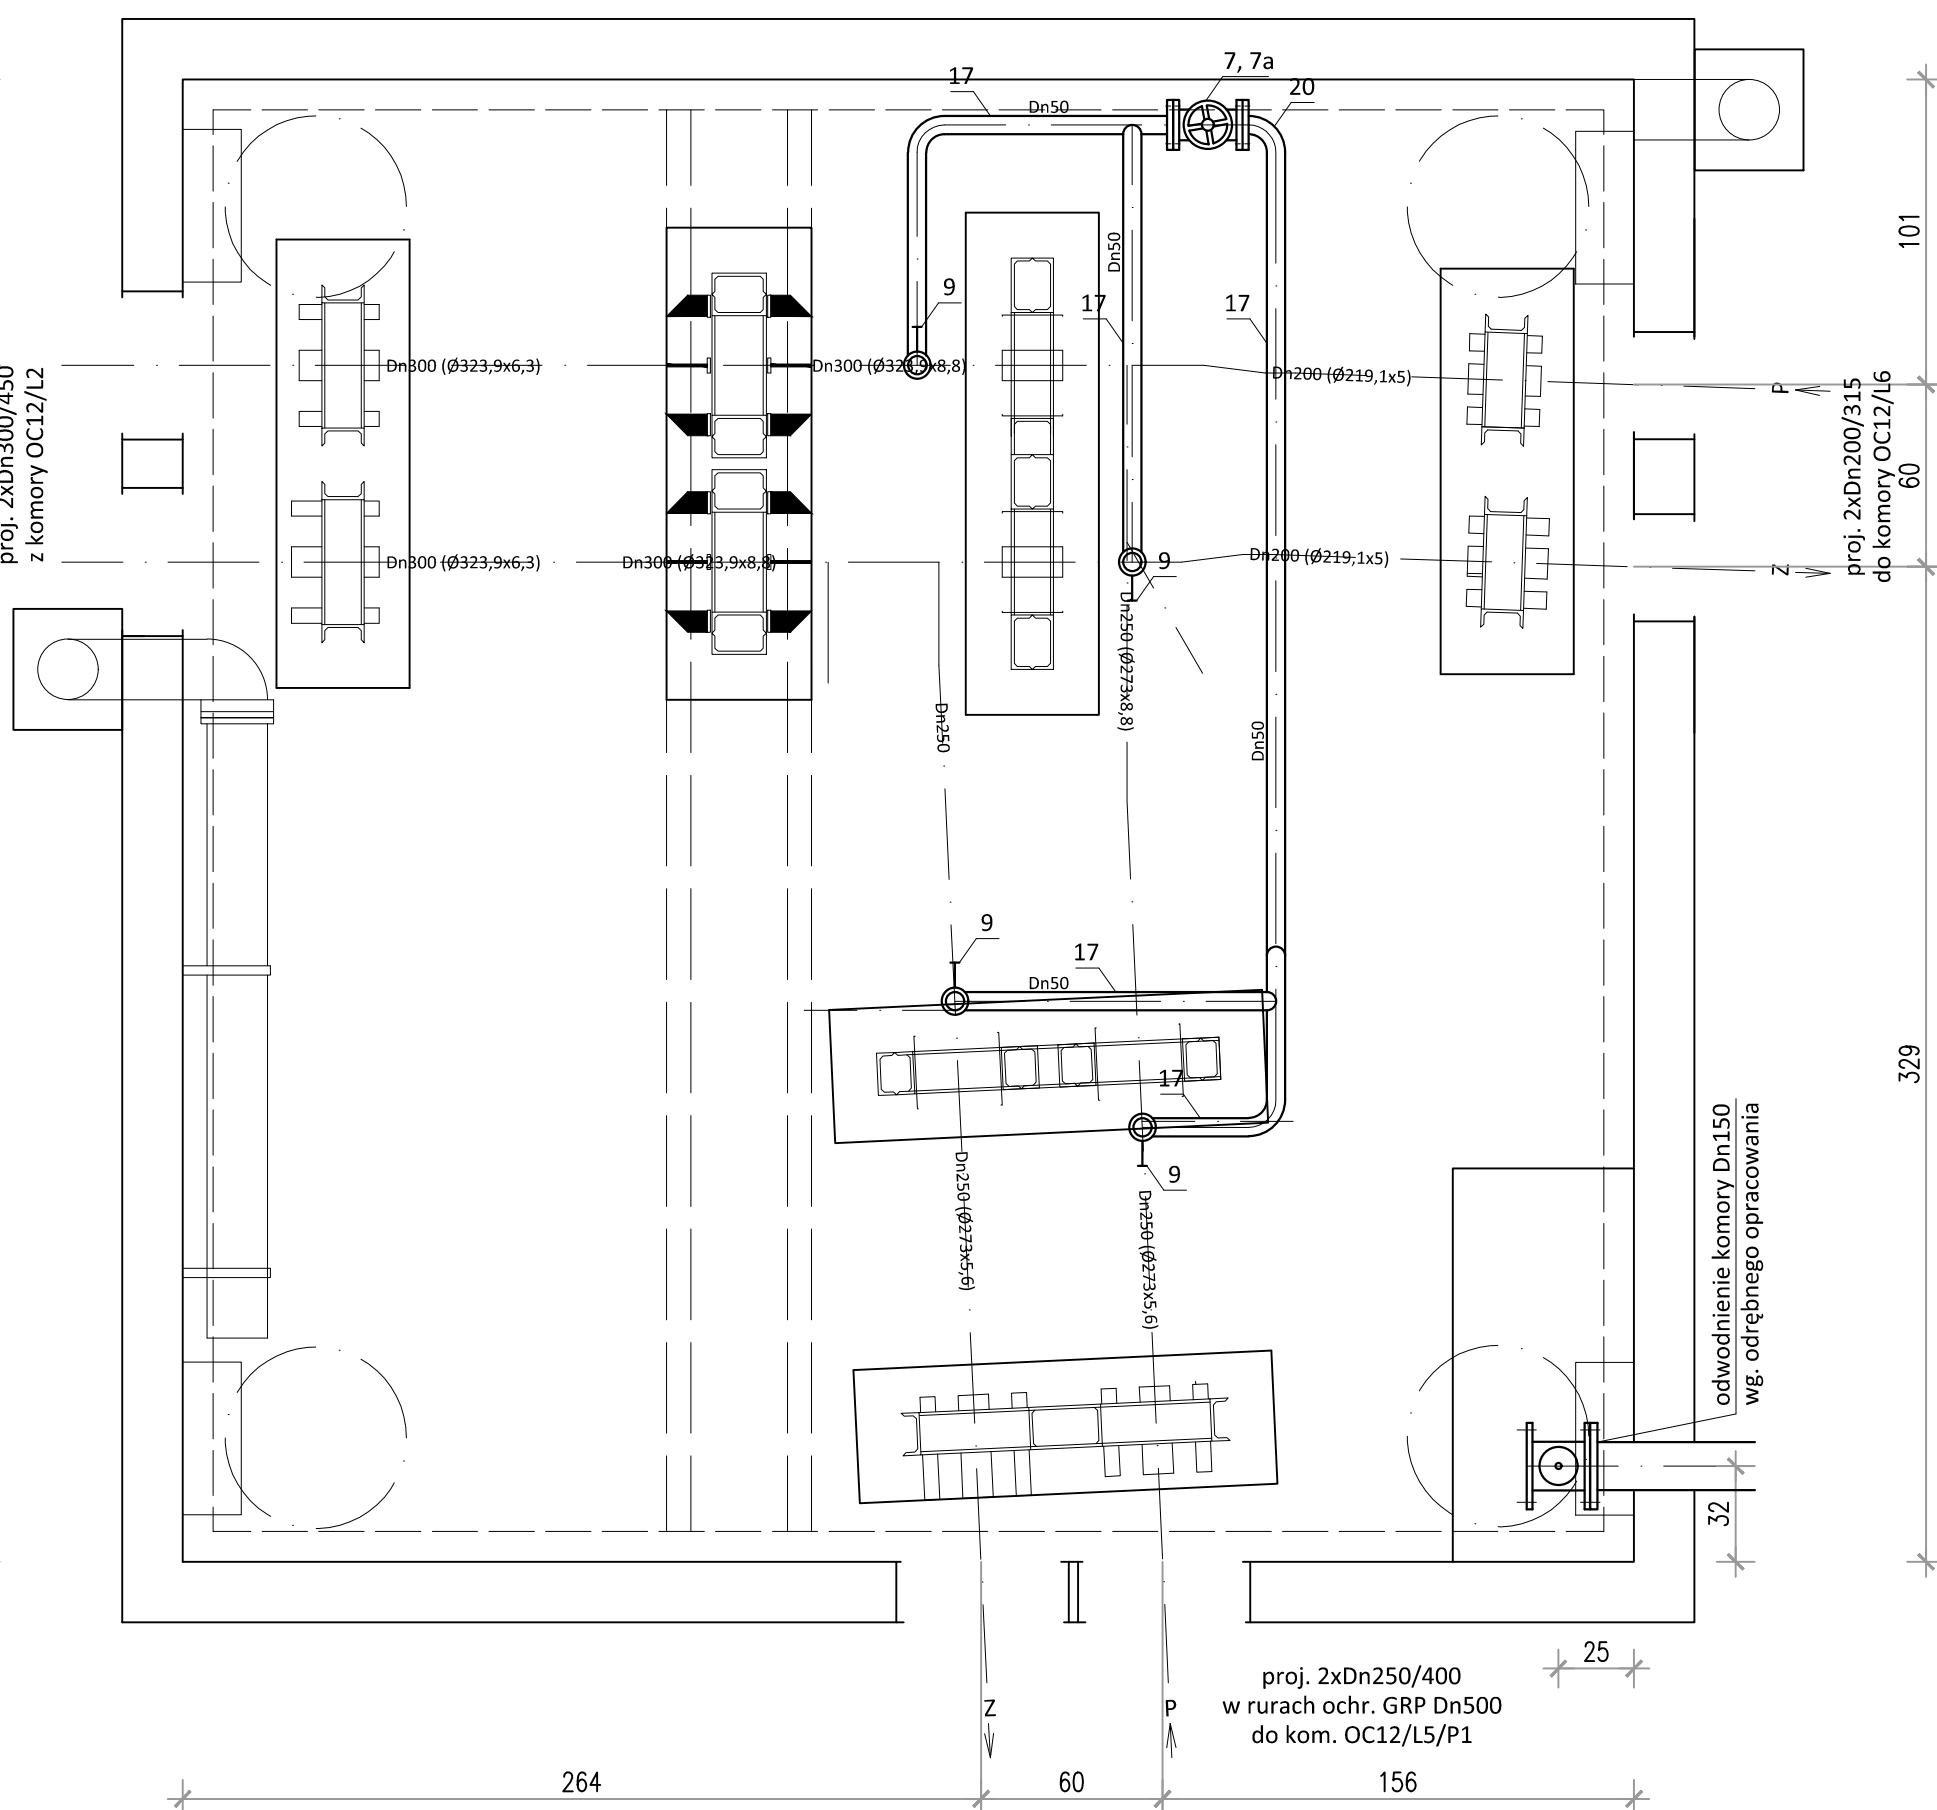 7, 7a
17
20
Dn50
101
Dn50
9
17
17
proj. 2xDn300/450
z komory OC12/L2
Dn300 (Ø323,9x6,3)
Dn300 (Ø323,9x8,8)
Dn200 (Ø219,1x5)
P
proj. 2xDn200/315
do komory OC12/L6
60
Dn300 (Ø323,9x6,3)
Dn300 (Ø323,9x8,8)
9
Dn200 (Ø219,1x5)
Z
Dn250 (Ø273x8,8)
Dn250
Dn50
9
17
Dn50
329
17
9
Dn250 (Ø273x5,6)
Dn250 (Ø273x5,6)
odwodnienie komory Dn150
wg. odrębnego opracowania
32
25
proj. 2xDn250/400
w rurach ochr. GRP Dn500
do kom. OC12/L5/P1
Z
P
264
60
156